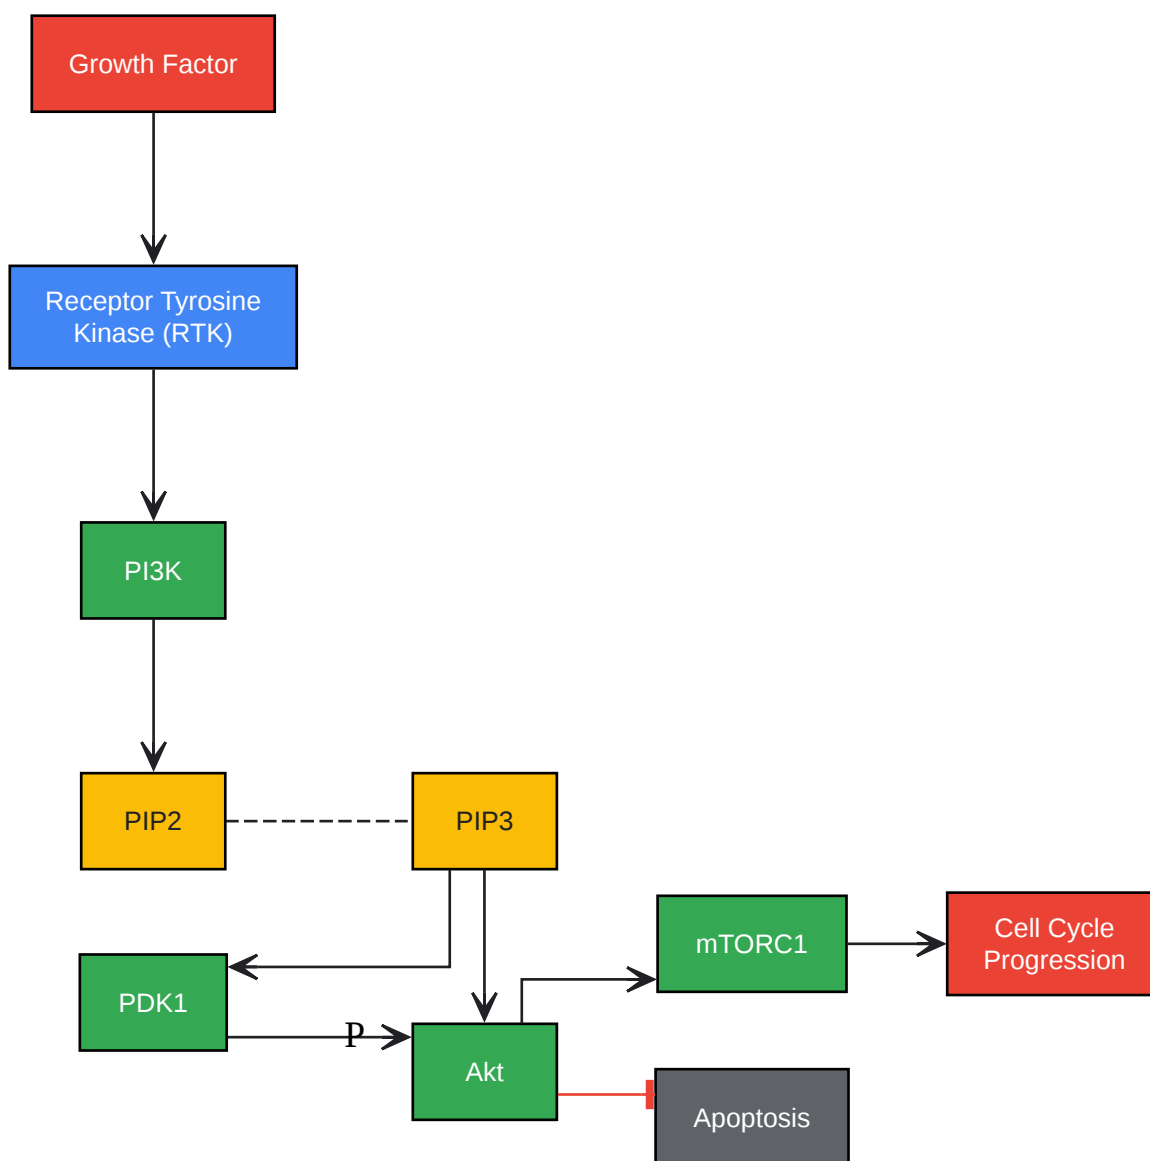 Growth Factor
Receptor Tyrosine
Kinase (RTK)
PI3K
PIP2
PIP3
mTORC1
Cell Cycle
Progression
PDK1
P
Akt
Apoptosis